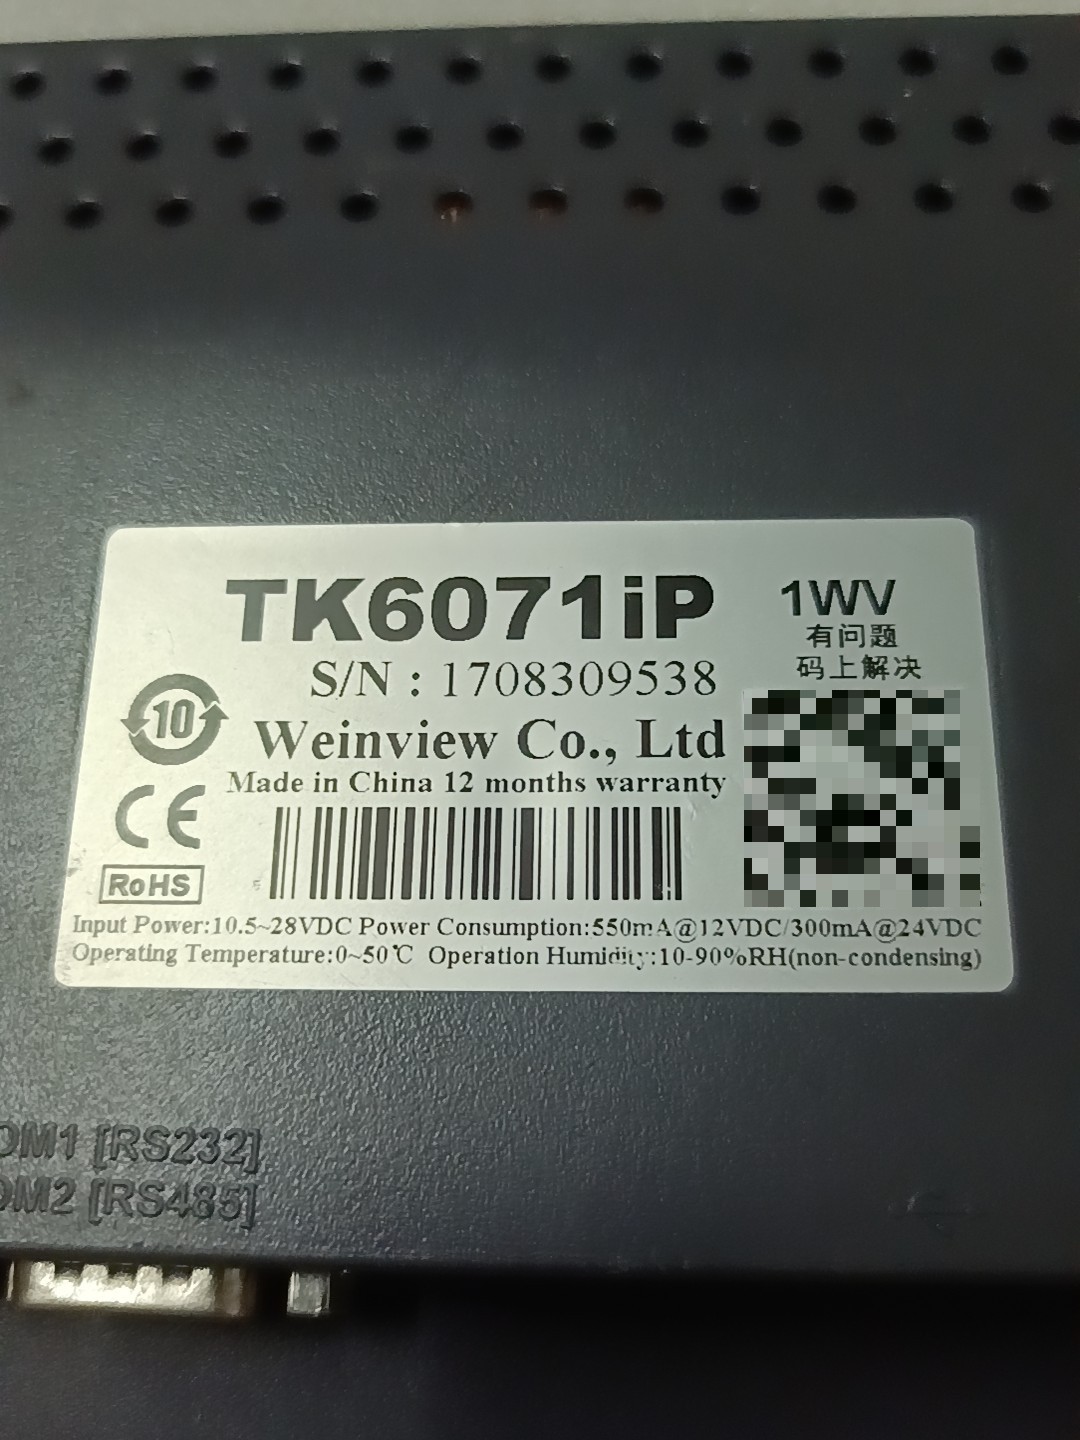 TK6071iP
1WV
有问题
码上解决
S/N : 1708309538
10
Weinview Co., Ltd
Made in China 12 months warranty
CE
RoHS
Input Power:10.5~28VDC Power Consumption:550mA@12VDC/300mA@24VDC
Operating Temperature:0~50℃ Operation Humidity:10-90%RH(non-condensing)
OM1 [RS232]
OM2 [RS485]